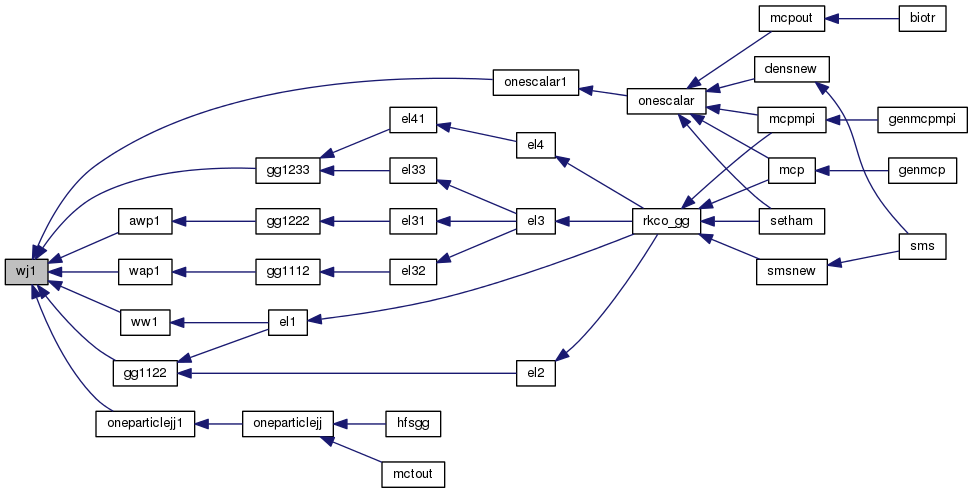 mcpout
biotr
densnew
onescalar1
onescalar
mcpmpi
genmcpmpi
el41
el4
gg1233
el33
mcp
genmcp
awp1
gg1222
el31
el3
rkco_gg
setham
sms
wj1
wap1
gg1112
el32
smsnew
ww1
el1
gg1122
el2
oneparticlejj1
oneparticlejj
hfsgg
mctout